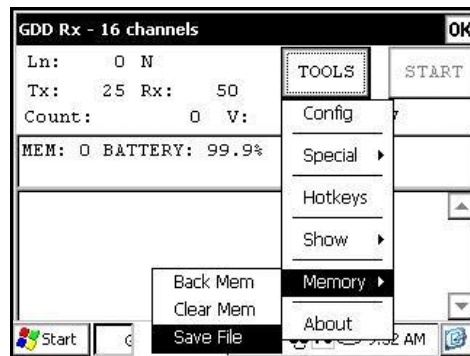 GDD Rx - 16 channels OK
Ln: 0 N
TOOLS START
Tx: 25 Rx: 50
Count: 0 V:
MEM: 0 BATTERY: 99.9%
Config
Special
Hotkeys
Show
Memory
About
Back Mem
Clear Mem
Save File
Start
AM